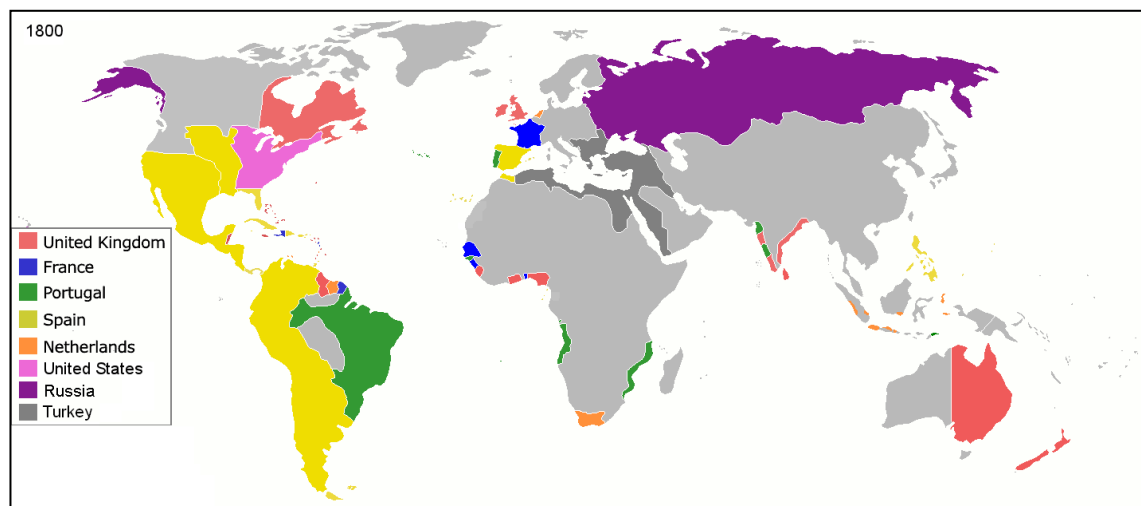 1800
United Kingdom
France
Portugal
Spain
Netherlands
United States
Russia
Turkey